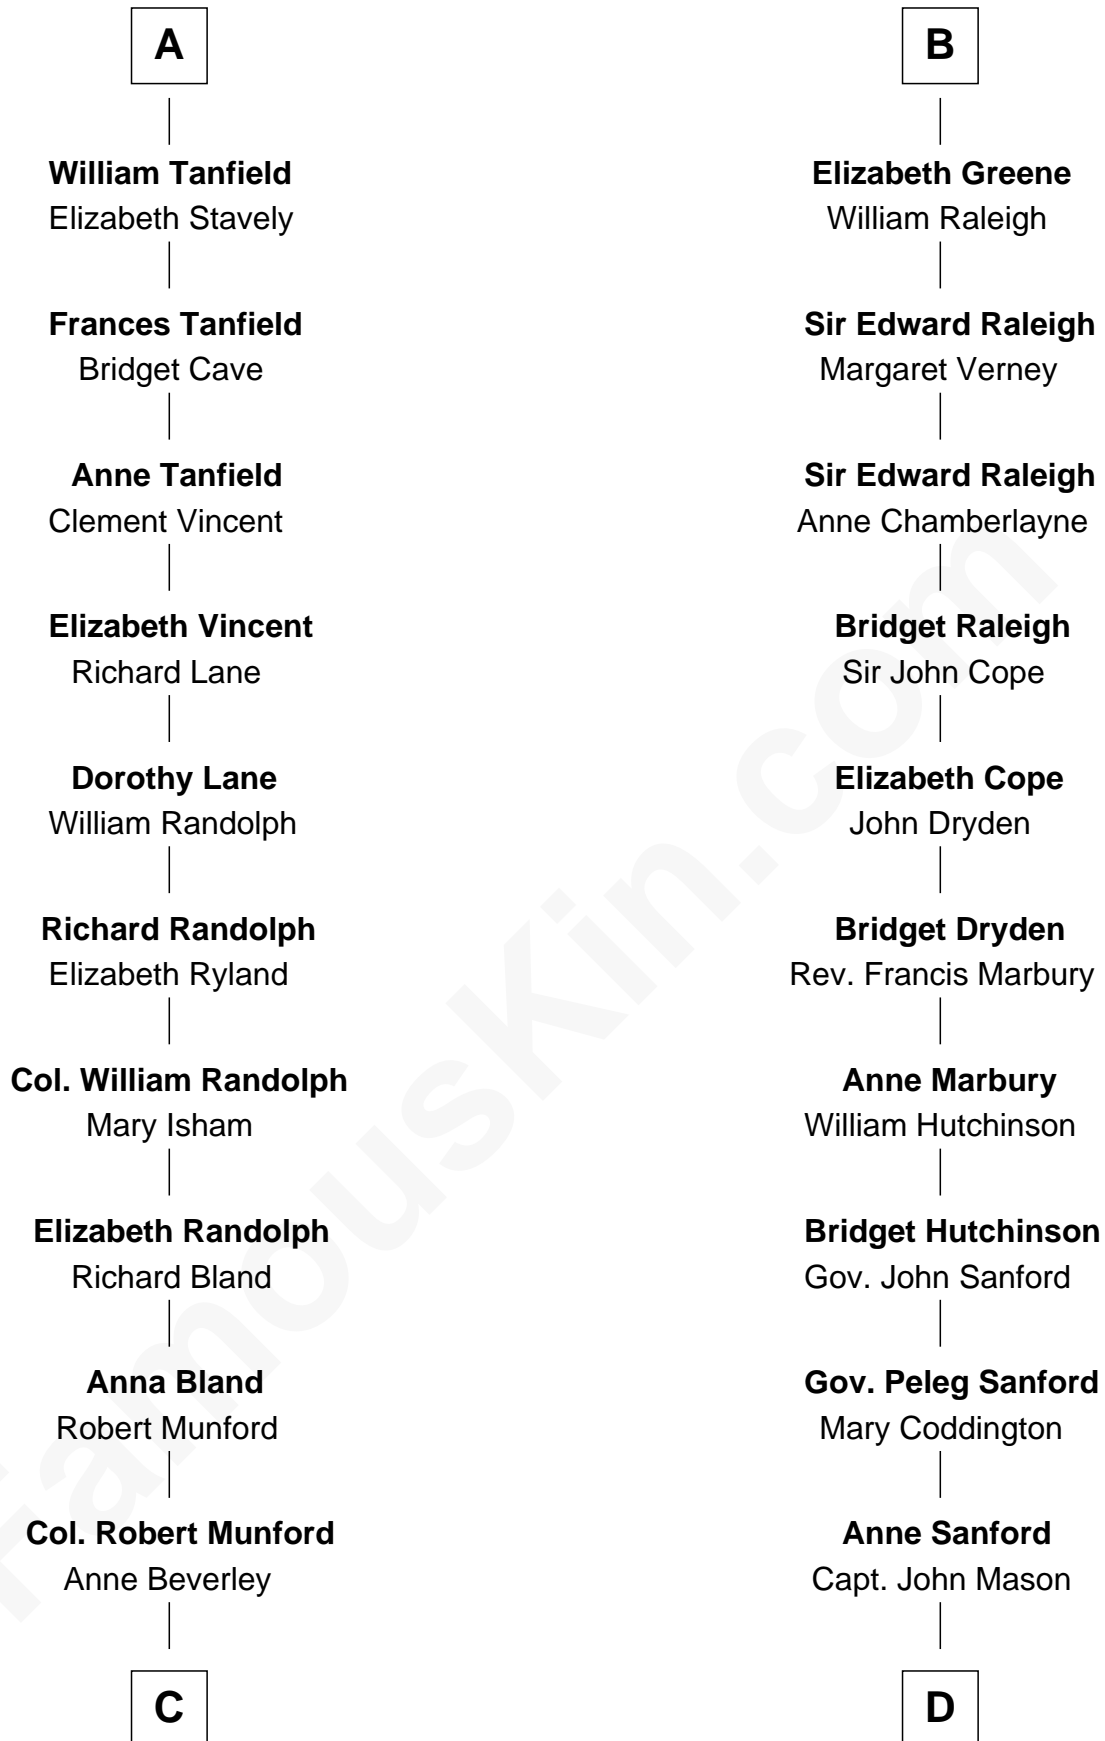 A
William Tanfield
Elizabeth Stavely
Frances Tanfield
Bridget Cave
Anne Tanfield
Clement Vincent
Elizabeth Vincent
Richard Lane
Dorothy Lane
William Randolph
Richard Randolph
Elizabeth Ryland
Col. William Randolph
Mary Isham
Elizabeth Randolph
Richard Bland
Anna Bland
Robert Munford
Col. Robert Munford
Anne Beverley
C
B
Elizabeth Greene
William Raleigh
Sir Edward Raleigh
Margaret Verney
Sir Edward Raleigh
Anne Chamberlayne
Bridget Raleigh
Sir John Cope
Elizabeth Cope
John Dryden
Bridget Dryden
Rev. Francis Marbury
Anne Marbury
William Hutchinson
Bridget Hutchinson
Gov. John Sanford
Gov. Peleg Sanford
Mary Coddington
Anne Sanford
Capt. John Mason
D
FamousKin.com